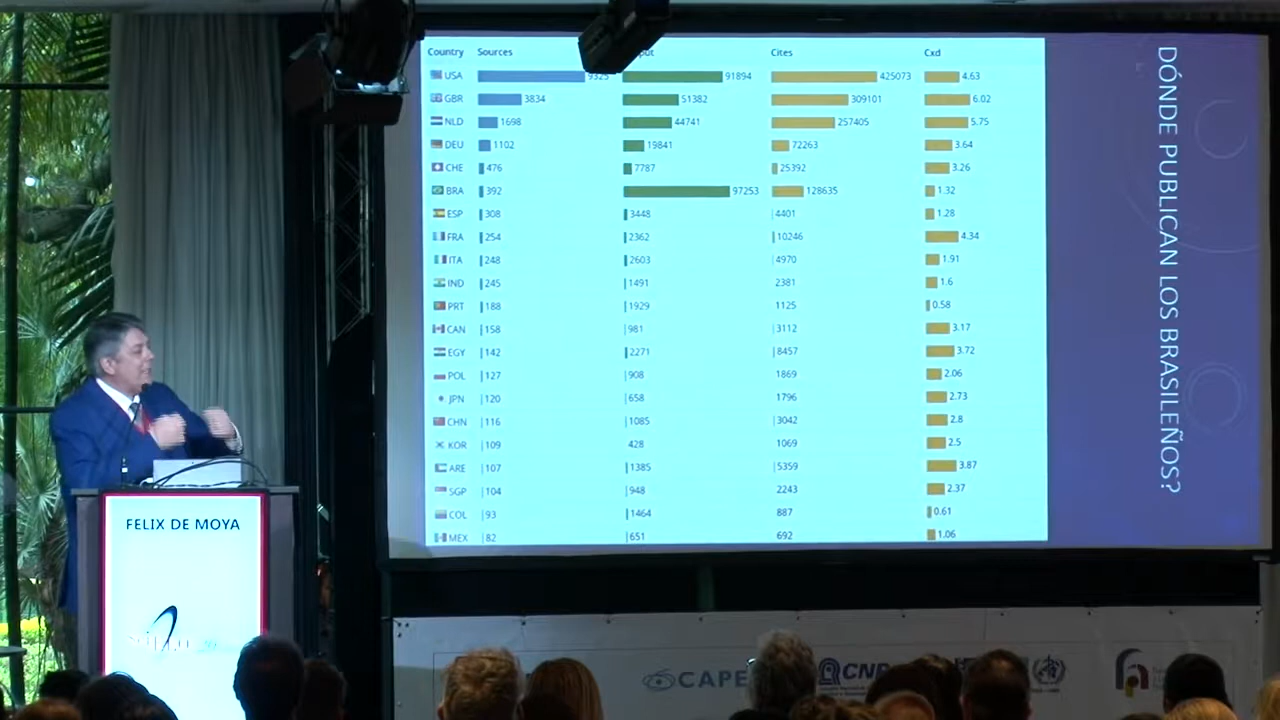 Country Sources Cites Cxd
USA 9325 91894 425073 4.63
GBR 3834 51382 309101 6.02
NLD 1698 44741 257405 5.75
DEU 1102 19841 72263 3.64
CHE 476 7787 25392 3.26
BRA 392 97253 128635 1.32
ESP 308 3448 4401 1.28
FRA 254 2362 10246 4.34
ITA 248 2603 4970 1.91
IND 245 1491 2381 1.6
PRT 188 1929 1125 0.58
CAN 158 981 3112 3.17
EGY 142 2271 8457 3.72
POL 127 908 1869 2.06
JPN 120 658 1796 2.73
CHN 116 1085 3042 2.8
KOR 109 428 1069 2.5
ARE 107 1385 5359 3.87
SGP 104 948 2243 2.37
COL 93 1464 887 0.61
MEX 82 651 692 1.06
DÓNDE PUBLICAN LOS BRASILEÑOS?
FELIX DE MOYA